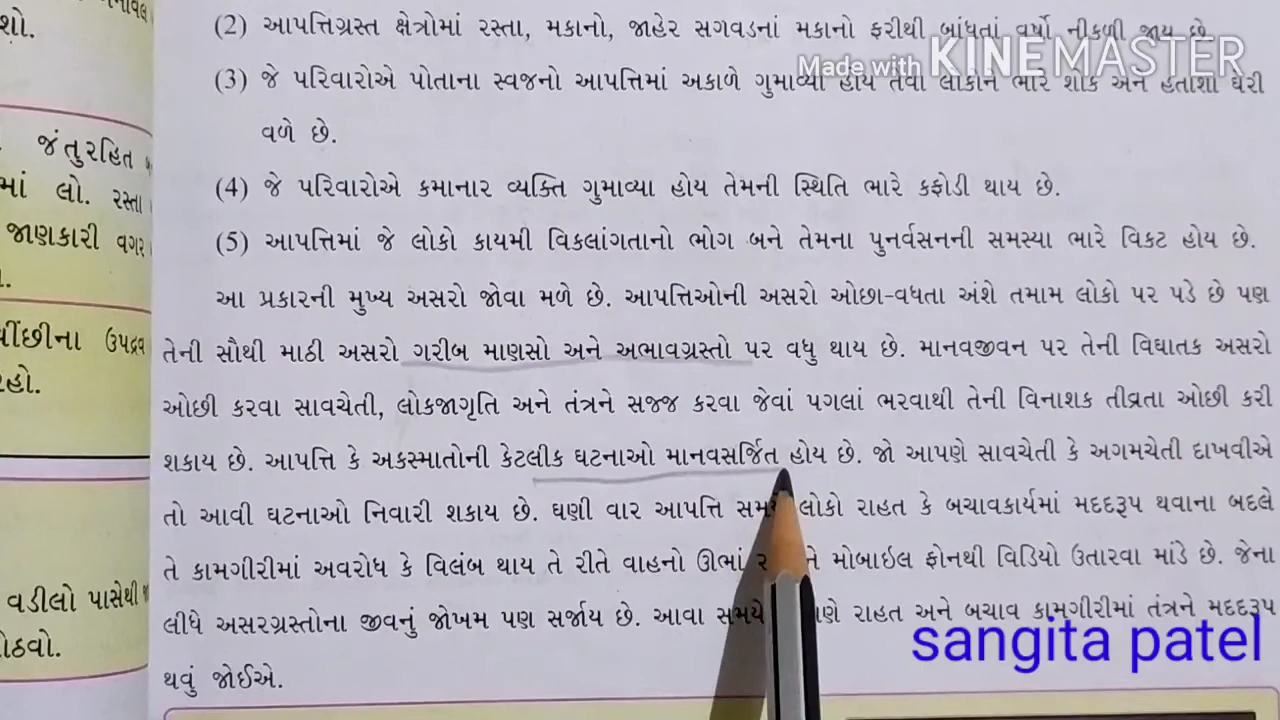 શો.
જંતુરહિત
માં લો. રસ્તા
જાણકારી વગર
વીંછીના ઉપદ્રવ
રહો.
વડીલો પાસેથી
ગોઠવો.
(2) આપત્તિગ્રસ્ત ક્ષેત્રોમાં રસ્તા, મકાનો, જાહેર સગવડનાં મકાનો ફરીથી બાંધતાં વર્ષો નીકળી જાય છે.
Made with KINEMASTER
(3) જે પરિવારોએ પોતાના સ્વજનો આપત્તિમાં અકાળે ગુમાવ્યા હોય તેવા લોકોને ભારે શોક અને હતાશા ઘેરી
વળે છે.
(4) જે પરિવારોએ કમાનાર વ્યક્તિ ગુમાવ્યા હોય તેમની સ્થિતિ ભારે કફોડી થાય છે.
(5) આપત્તિમાં જે લોકો કાયમી વિકલાંગતાનો ભોગ બને તેમના પુનર્વસનની સમસ્યા ભારે વિકટ હોય છે.
આ પ્રકારની મુખ્ય અસરો જોવા મળે છે. આપત્તિઓની અસરો ઓછા-વધતા અંશે તમામ લોકો પર પડે છે પણ
તેની સૌથી માઠી અસરો ગરીબ માણસો અને અભાવગ્રસ્તો પર વધુ થાય છે. માનવજીવન પર તેની વિઘાતક અસરો
ઓછી કરવા સાવચેતી, લોકજાગૃતિ અને તંત્રને સજ્જ કરવા જેવાં પગલાં ભરવાથી તેની વિનાશક તીવ્રતા ઓછી કરી
શકાય છે. આપત્તિ કે અકસ્માતોની કેટલીક ઘટનાઓ માનવસર્જિત હોય છે. જો આપણે સાવચેતી કે અગમચેતી દાખવીએ
તો આવી ઘટનાઓ નિવારી શકાય છે. ઘણી વાર આપત્તિ સમયે લોકો રાહત કે બચાવકાર્યમાં મદદરૂપ થવાના બદલે
તે કામગીરીમાં અવરોધ કે વિલંબ થાય તે રીતે વાહનો ઊભાં મોબાઇલ ફોનથી વિડિયો ઉતારવા માંડે છે. જેના
લીધે અસરગ્રસ્તોના જીવનું જોખમ પણ સર્જાય છે. આવા સમયે રાહત અને બચાવ કામગીરીમાં તંત્રને મદદરૂપ
થવું જોઈએ.
sangita patel